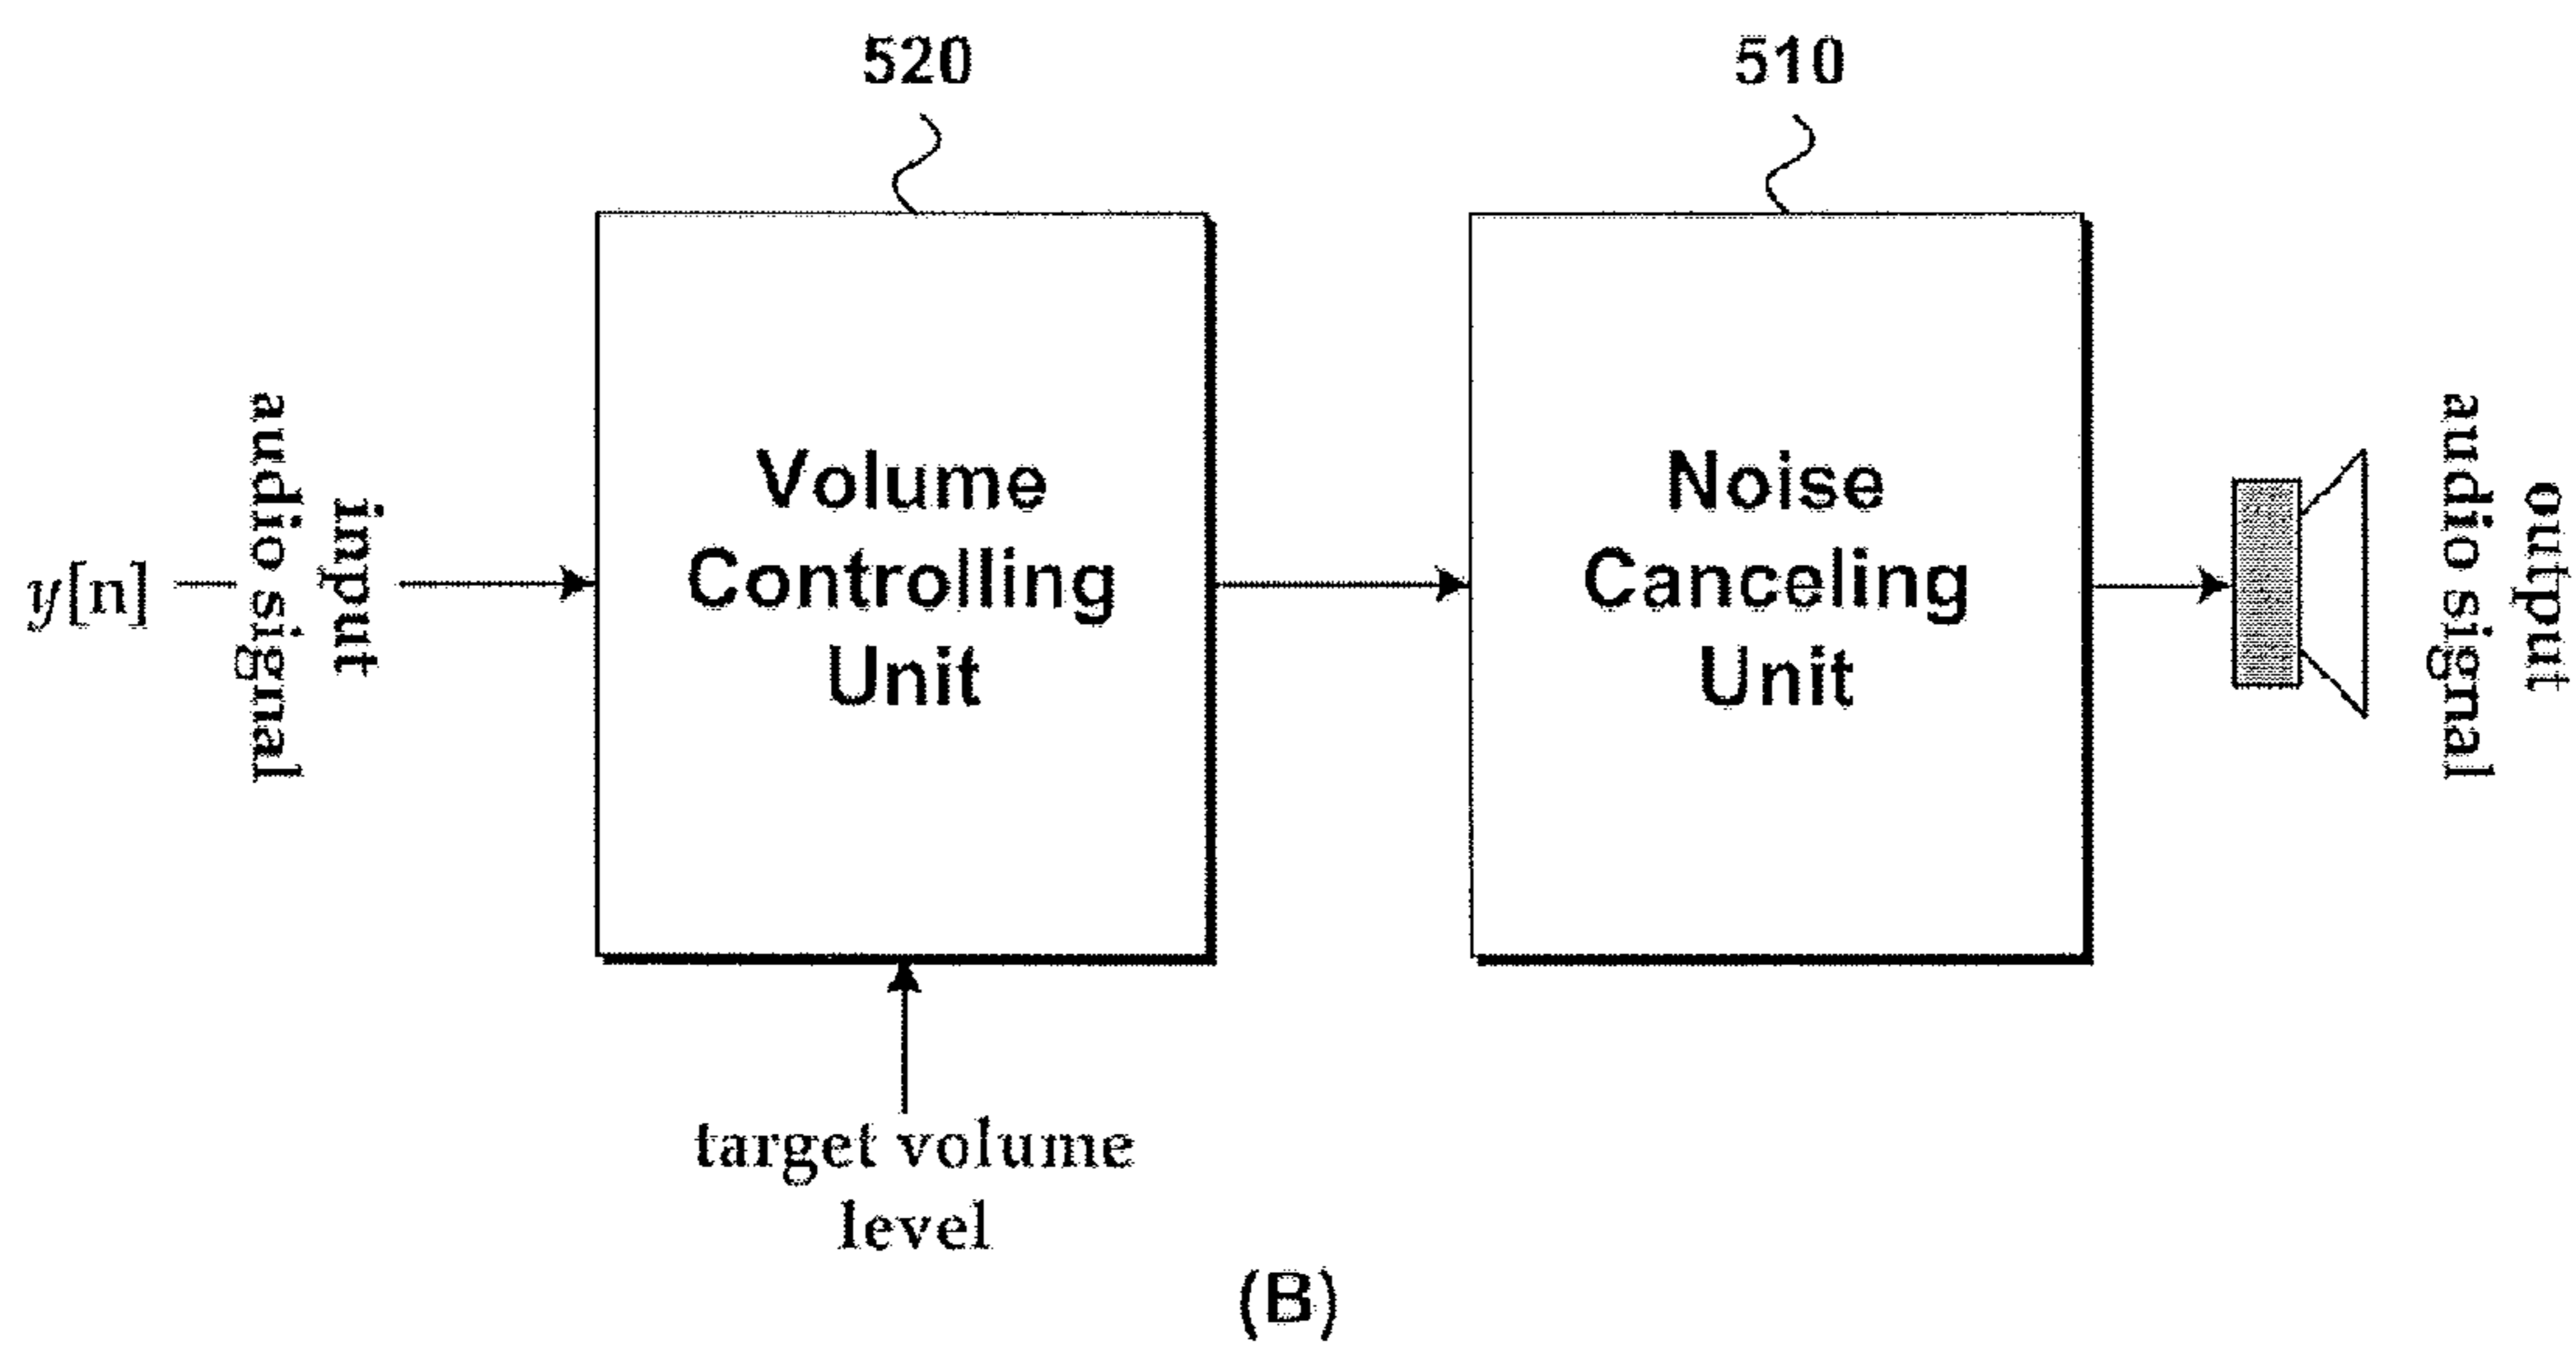 520
510
Volume
Controlling
Unit
Noise
Canceling
Unit
y[n]
input
audio signal
output
audio signal
target volume
level
(B)